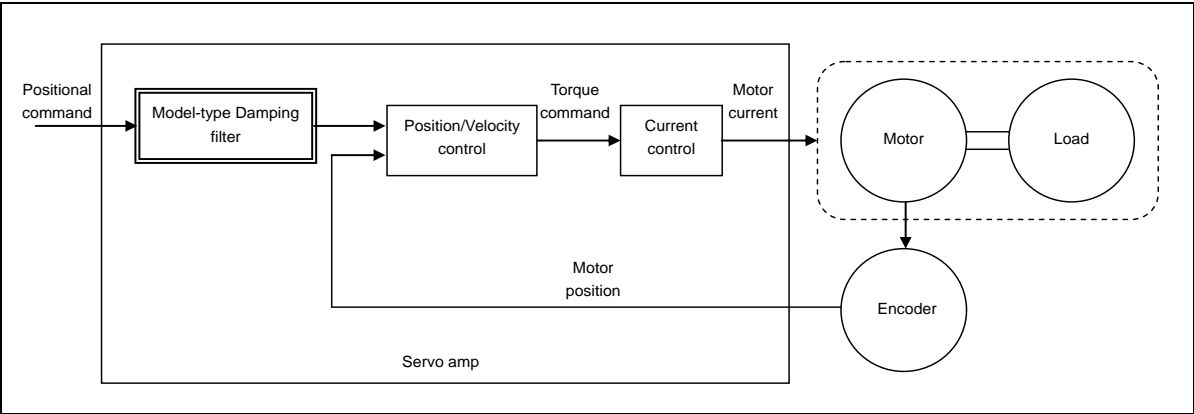 Positional
command
Model-type Damping
filter
Position/Velocity
control
Torque
command
Current
control
Motor
current
Motor
Load
Motor
position
Encoder
Servo amp